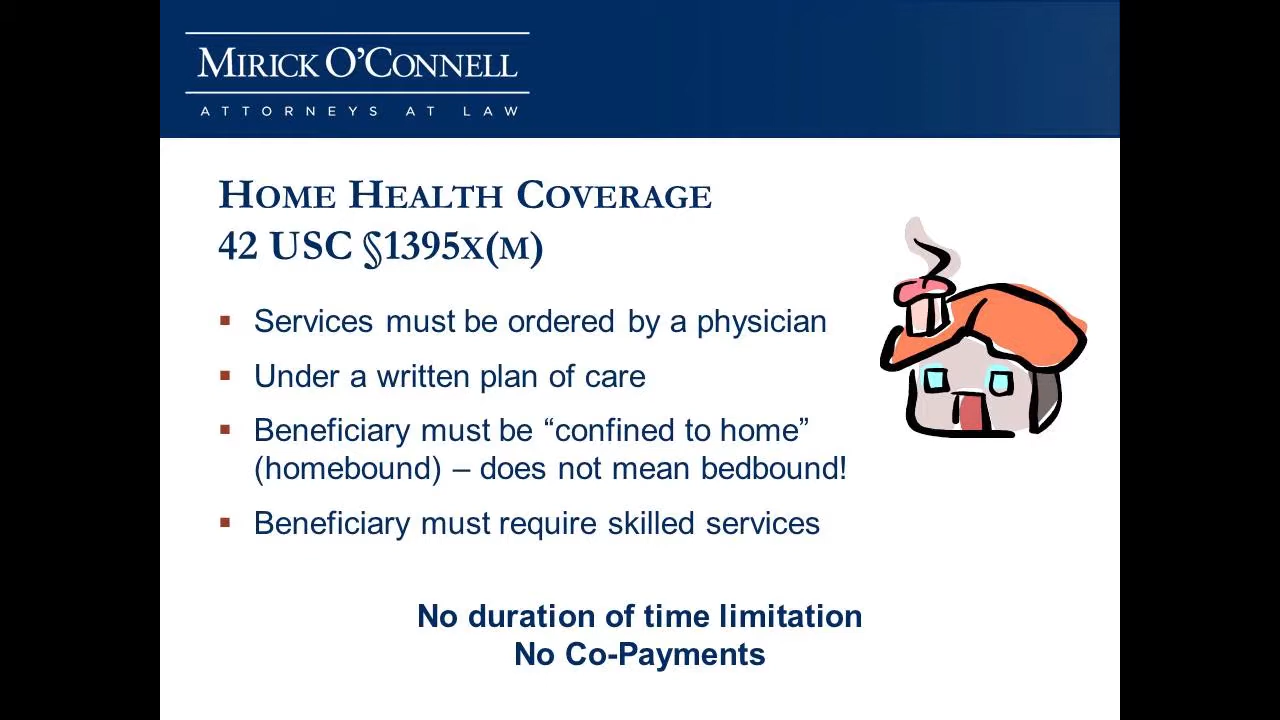 MIRICK O’CONNELL
ATTORNEYS AT LAW
HOME HEALTH COVERAGE
42 USC §1395X(M)
▪ Services must be ordered by a physician
▪ Under a written plan of care
▪ Beneficiary must be “confined to home”
(homebound) – does not mean bedbound!
▪ Beneficiary must require skilled services
No duration of time limitation
No Co-Payments